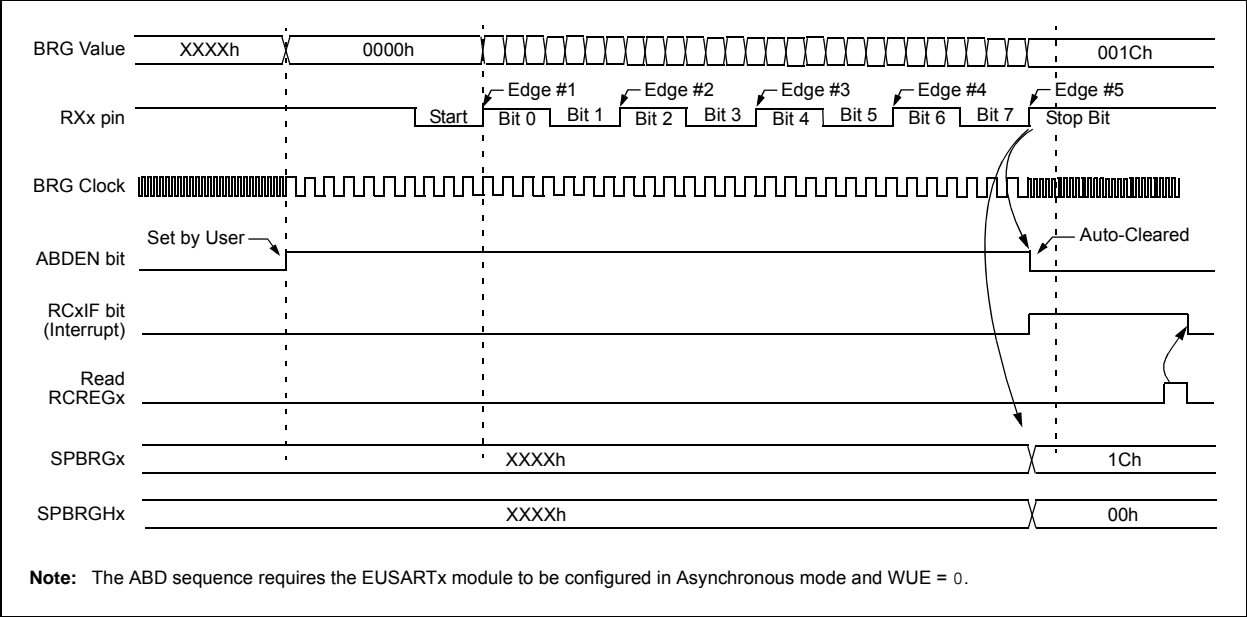 BRG Value XXXXh 0000h 001Ch
Edge #1 Edge #2 Edge #3 Edge #4 Edge #5
RXx pin Start Bit 0 Bit 1 Bit 2 Bit 3 Bit 4 Bit 5 Bit 6 Bit 7 Stop Bit
BRG Clock
Set by User Auto-Cleared
ABDEN bit
RCxIF bit
(Interrupt)
Read
RCREGx
SPBRGx XXXXh 1Ch
SPBRGHx XXXXh 00h
Note: The ABD sequence requires the EUSARTx module to be configured in Asynchronous mode and WUE = 0.